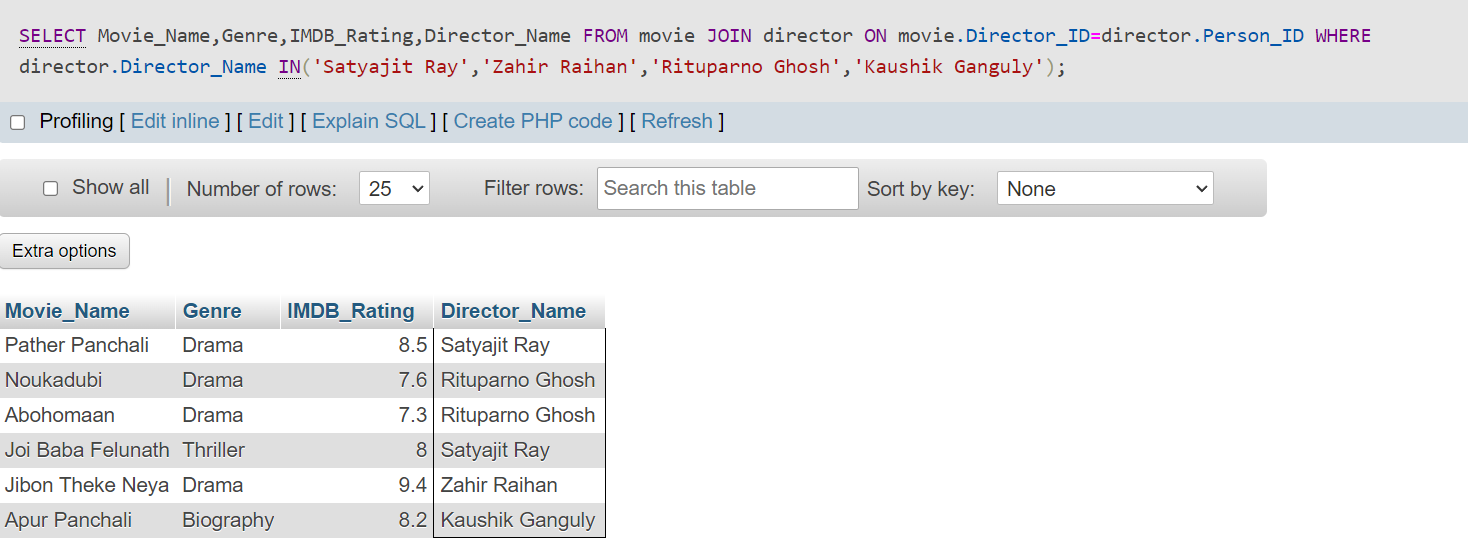 SELECT Movie_Name,Genre,IMDB_Rating,Director_Name FROM movie JOIN director ON movie.Director_ID=director.Person_ID WHERE
director.Director_Name IN('Satyajit Ray','Zahir Raihan','Rituparno Ghosh','Kaushik Ganguly');
Profiling [ Edit inline ] [ Edit ] [ Explain SQL ] [ Create PHP code ] [ Refresh ]
Show all | Number of rows: 25 Filter rows: Search this table Sort by key: None
Extra options
Movie_Name Genre IMDB_Rating Director_Name
Pather Panchali Drama 8.5 Satyajit Ray
Noukadubi Drama 7.6 Rituparno Ghosh
Abohomaan Drama 7.3 Rituparno Ghosh
Joi Baba Felunath Thriller 8 Satyajit Ray
Jibon Theke Neya Drama 9.4 Zahir Raihan
Apur Panchali Biography 8.2 Kaushik Ganguly